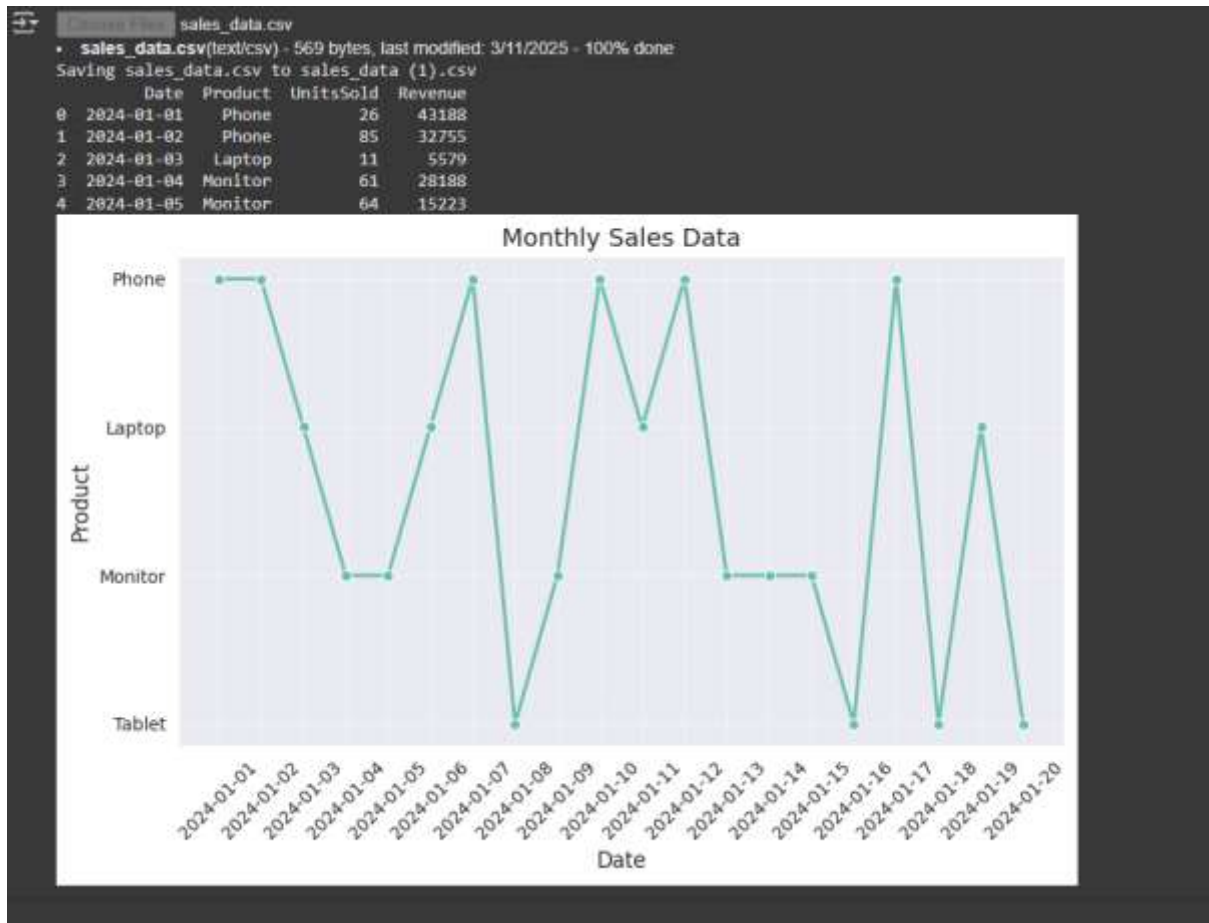 Choose Files sales_data.csv
• sales_data.csv(text/csv) - 569 bytes, last modified: 3/11/2025 - 100% done
Saving sales_data.csv to sales_data (1).csv
Date Product UnitsSold Revenue
0 2024-01-01 Phone 26 43188
1 2024-01-02 Phone 85 32755
2 2024-01-03 Laptop 11 5579
3 2024-01-04 Monitor 61 28188
4 2024-01-05 Monitor 64 15223
Monthly Sales Data
Phone
Laptop
Product
Monitor
Tablet
2024-01-01
2024-01-02
2024-01-03
2024-01-04
2024-01-05
2024-01-06
2024-01-07
2024-01-08
2024-01-09
2024-01-10
2024-01-11
2024-01-12
2024-01-13
2024-01-14
2024-01-15
2024-01-16
2024-01-17
2024-01-18
2024-01-19
2024-01-20
Date